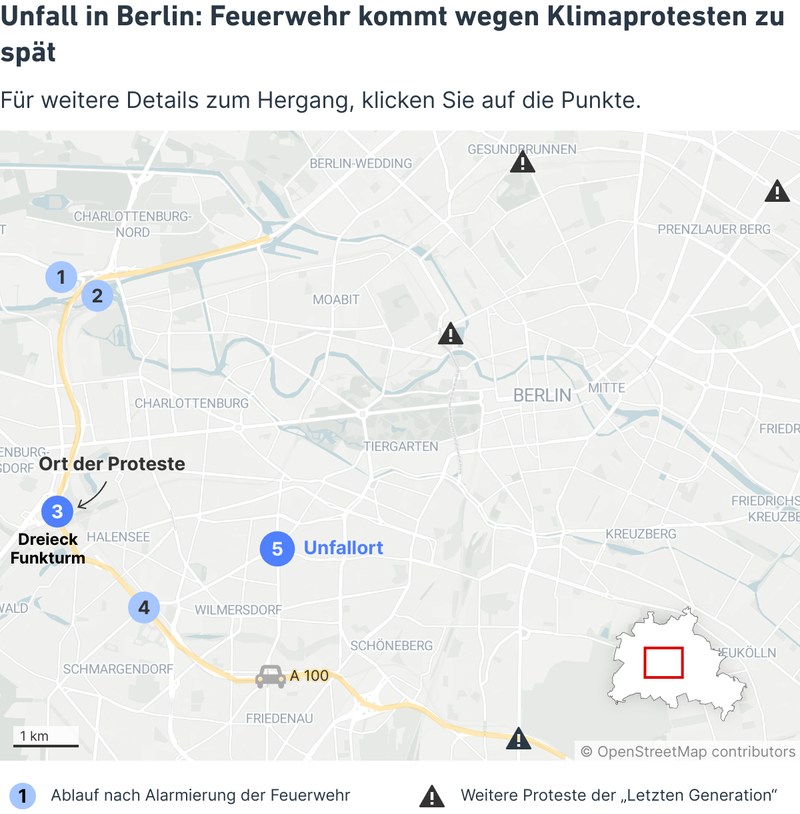 Unfall in Berlin: Feuerwehr kommt wegen Klimaprotesten zu
spät
Für weitere Details zum Hergang, klicken Sie auf die Punkte.
GESUNDBRUNNEN
BERLIN-WEDDING
CHARLOTTENBURG-
NORD
T
PRENZLAUER BERG
1
2
MOABIT
BERLIN
MITTE
CHARLOTTENBURG
FRIEDR
TIERGARTEN
ENBURG-
SDORF
Ort der Proteste
FRIEDRICHS
KREUZBE
3
Dreieck
Funkturm
HALENSEE
KREUZBERG
5 Unfallort
WALD
4
WILMERSDORF
SCHÖNEBERG
EUKÖLLN
SCHMARGENDORF
A 100
FRIEDENAU
1 km
© OpenStreetMap contributors
1 Ablauf nach Alarmierung der Feuerwehr
Weitere Proteste der „Letzten Generation“